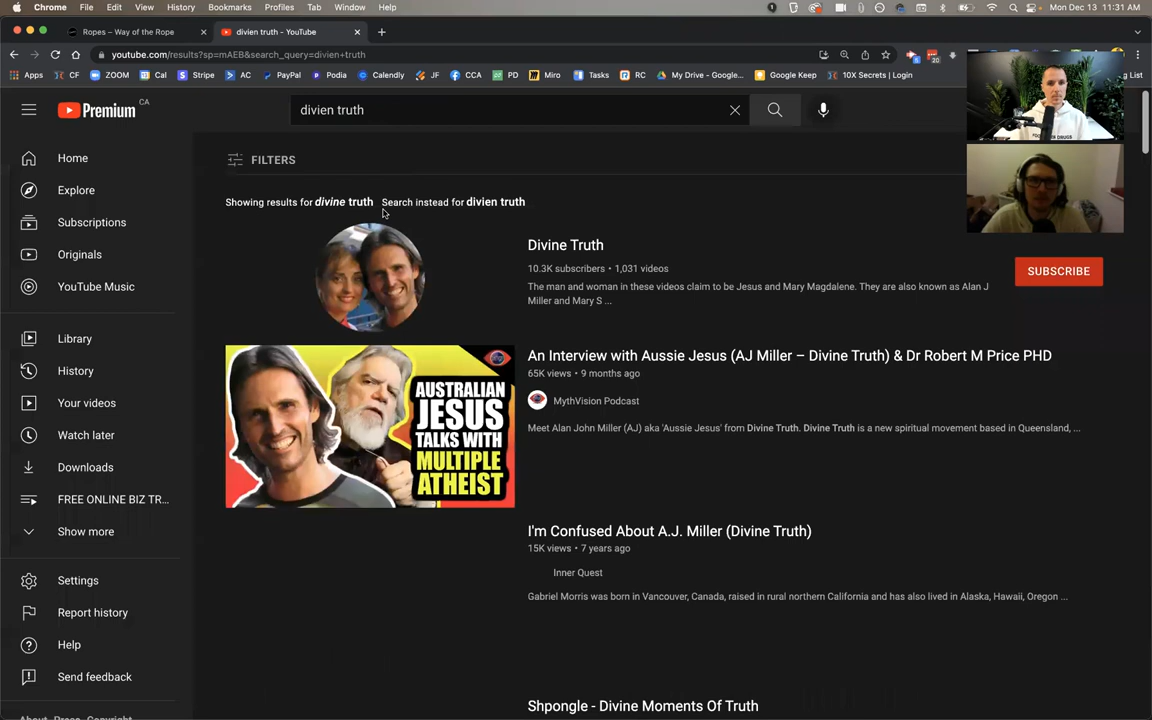 Chrome File Edit View History Bookmarks Profiles Tab Window Help Mon Dec 13 11:31 AM
Ropes – Way of the Rope
divien truth - YouTube
youtube.com/results?sp=mAEB&search_query=divien+truth
Apps CF ZOOM Cal Stripe AC PayPal Podia Calendly JF CCA PD Miro Tasks RC My Drive - Google... Google Keep 10X Secrets | Login
ng List
Premium CA
divien truth
Home
Explore
Subscriptions
Originals
YouTube Music
Library
History
Your videos
Watch later
Downloads
FREE ONLINE BIZ TR...
Show more
Settings
Report history
Help
Send feedback
About Press Copyright
FILTERS
Showing results for divine truth Search instead for divien truth
Divine Truth
10.3K subscribers • 1,031 videos
The man and woman in these videos claim to be Jesus and Mary Magdalene. They are also known as Alan J
Miller and Mary S ...
SUBSCRIBE
AUSTRALIAN
JESUS
TALKS WITH
MULTIPLE
ATHEIST
An Interview with Aussie Jesus (AJ Miller – Divine Truth) & Dr Robert M Price PHD
65K views • 9 months ago
MythVision Podcast
Meet Alan John Miller (AJ) aka 'Aussie Jesus' from Divine Truth. Divine Truth is a new spiritual movement based in Queensland, ...
I'm Confused About A.J. Miller (Divine Truth)
15K views • 7 years ago
Inner Quest
Gabriel Morris was born in Vancouver, Canada, raised in rural northern California and has also lived in Alaska, Hawaii, Oregon ...
Shpongle - Divine Moments Of Truth